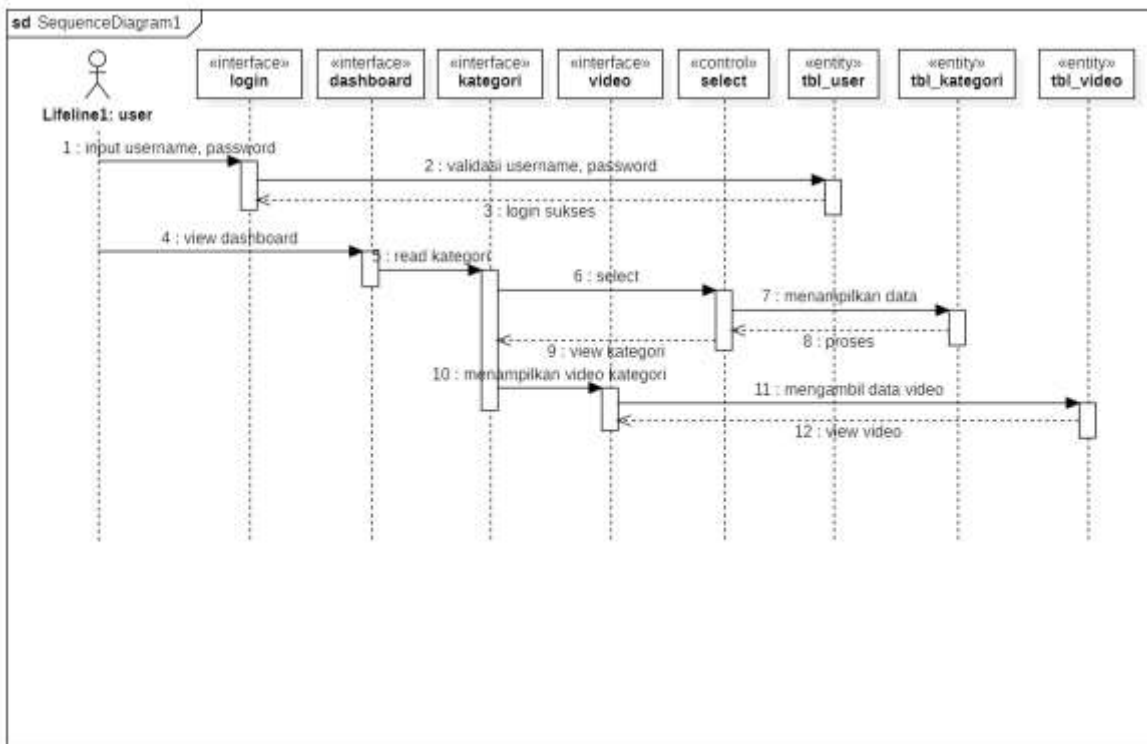 sd SequenceDiagram1
«interface»
login
«interface»
dashboard
«interface»
kategori
«interface»
video
«control»
select
«entity»
tbl_user
«entity»
tbl_kategori
«entity»
tbl_video
Lifeline1: user
1 : input username, password
2 : validasi username, password
3 : login sukses
4 : view dashboard
5 : read kategori
6 : select
7 : menampilkan data
8 : proses
9 : view kategori
10 : menampilkan video kategori
11 : mengambil data video
12 : view video